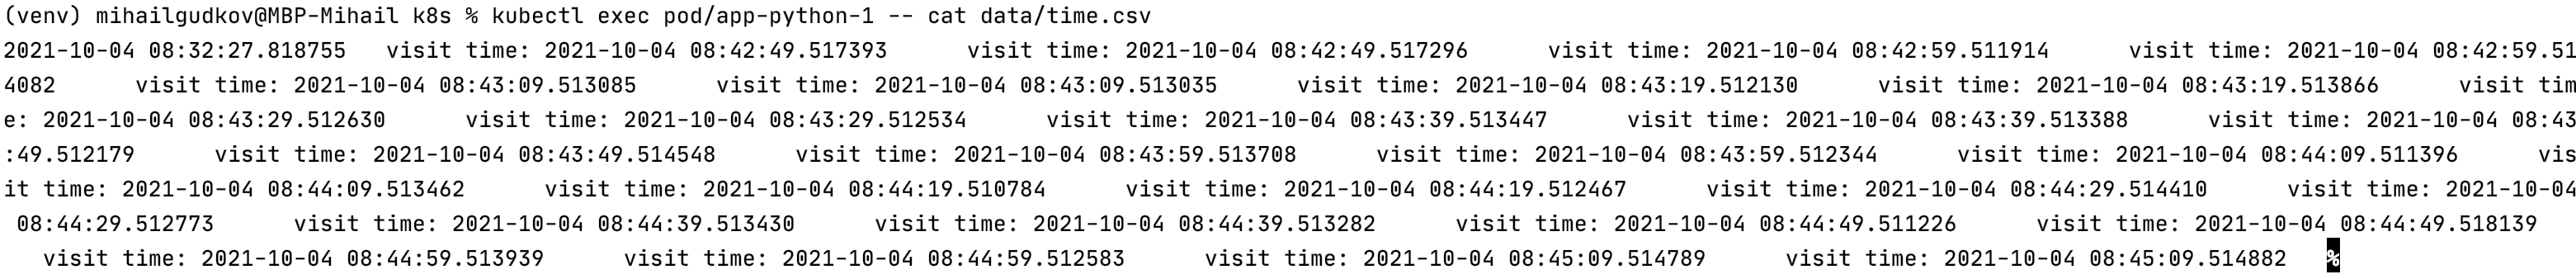 (venv) mihailgudkov@MBP-Mihail k8s % kubectl exec pod/app-python-1 -- cat data/time.csv
2021-10-04 08:32:27.818755   visit time: 2021-10-04 08:42:49.517393      visit time: 2021-10-04 08:42:49.517296      visit time: 2021-10-04 08:42:59.511914      visit time: 2021-10-04 08:42:59.51
4082      visit time: 2021-10-04 08:43:09.513085      visit time: 2021-10-04 08:43:09.513035      visit time: 2021-10-04 08:43:19.512130      visit time: 2021-10-04 08:43:19.513866      visit tim
e: 2021-10-04 08:43:29.512630      visit time: 2021-10-04 08:43:29.512534      visit time: 2021-10-04 08:43:39.513447      visit time: 2021-10-04 08:43:39.513388      visit time: 2021-10-04 08:43
:49.512179      visit time: 2021-10-04 08:43:49.514548      visit time: 2021-10-04 08:43:59.513708      visit time: 2021-10-04 08:43:59.512344      visit time: 2021-10-04 08:44:09.511396      vis
it time: 2021-10-04 08:44:09.513462      visit time: 2021-10-04 08:44:19.510784      visit time: 2021-10-04 08:44:19.512467      visit time: 2021-10-04 08:44:29.514410      visit time: 2021-10-04
 08:44:29.512773      visit time: 2021-10-04 08:44:39.513430      visit time: 2021-10-04 08:44:39.513282      visit time: 2021-10-04 08:44:49.511226      visit time: 2021-10-04 08:44:49.518139
   visit time: 2021-10-04 08:44:59.513939      visit time: 2021-10-04 08:44:59.512583      visit time: 2021-10-04 08:45:09.514789      visit time: 2021-10-04 08:45:09.514882   %